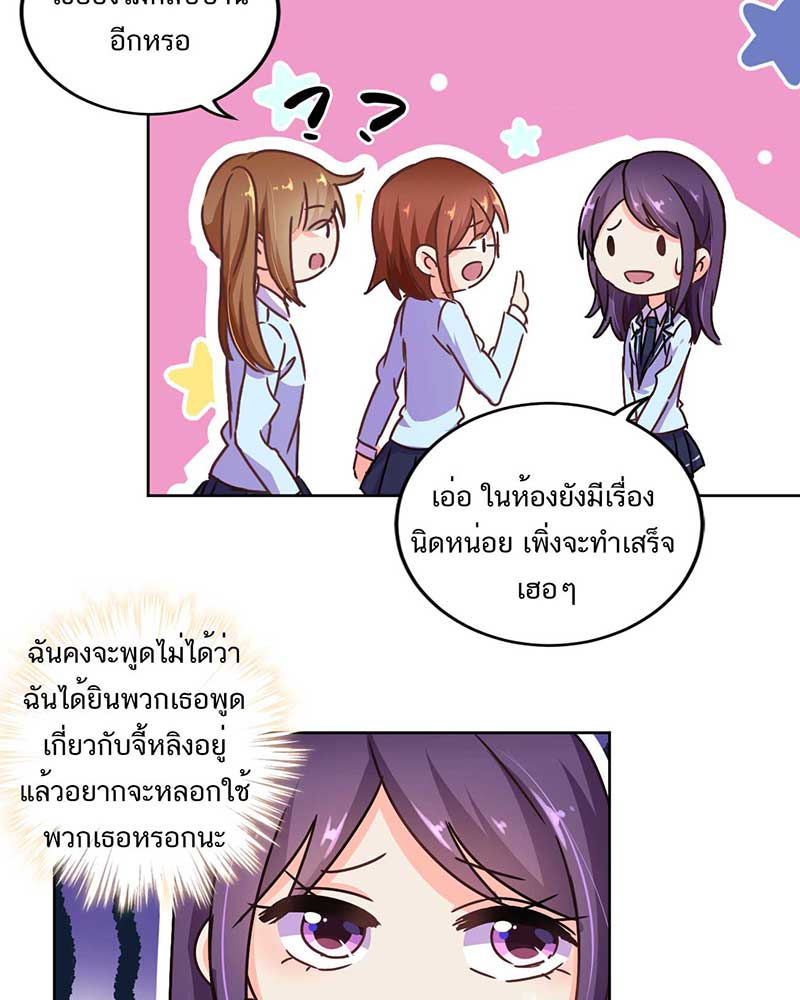 อีกหรอ
? ?
เอ่อ ในห้องยังมีเรื่อง
นิดหน่อย เพิ่งจะทำเสร็จ
เฮอๆ
ฉันคงจะพูดไม่ได้ว่า
ฉันได้ยินพวกเธอพูด
เกี่ยวกับจี้หลิงอยู่
แล้วอยากจะหลอกใช้
พวกเธอหรอกนะ